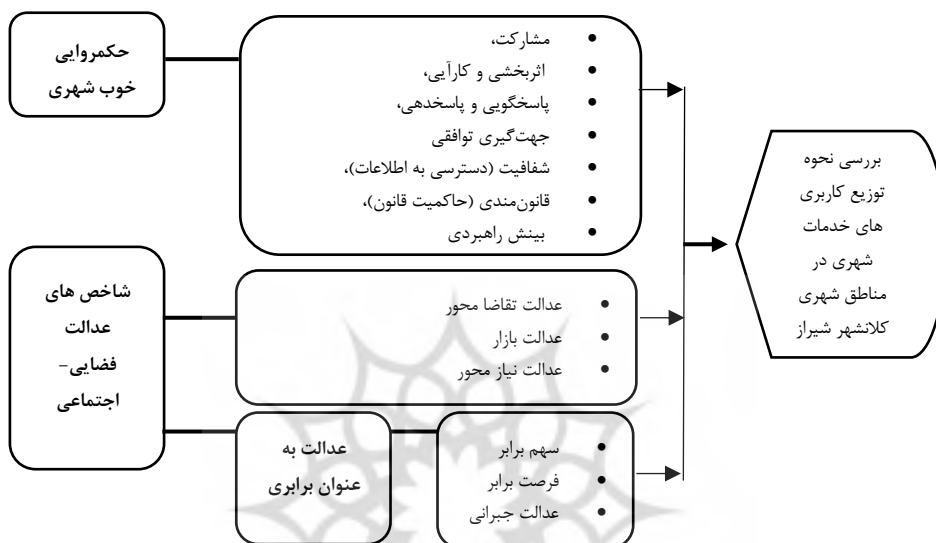 حکمروایی
خوب شهری
مشارکت،
اثربخشی و کارآیی،
پاسخگویی و پاسخدهی،
جهت‌گیری توافقی
شفافیت (دسترسی به اطلاعات)،
قانون‌مندی (حاکمیت قانون)،
بینش راهبردی
شاخص های
عدالت
فضایی-
اجتماعی
عدالت تقاضا محور
عدالت بازار
عدالت نیاز محور
عدالت به
عنوان برابری
سهم برابر
فرصت برابر
عدالت جبرانی
بررسی نحوه
توزیع کاربری
های خدمات
شهری در
مناطق شهری
کلانشهر شیراز